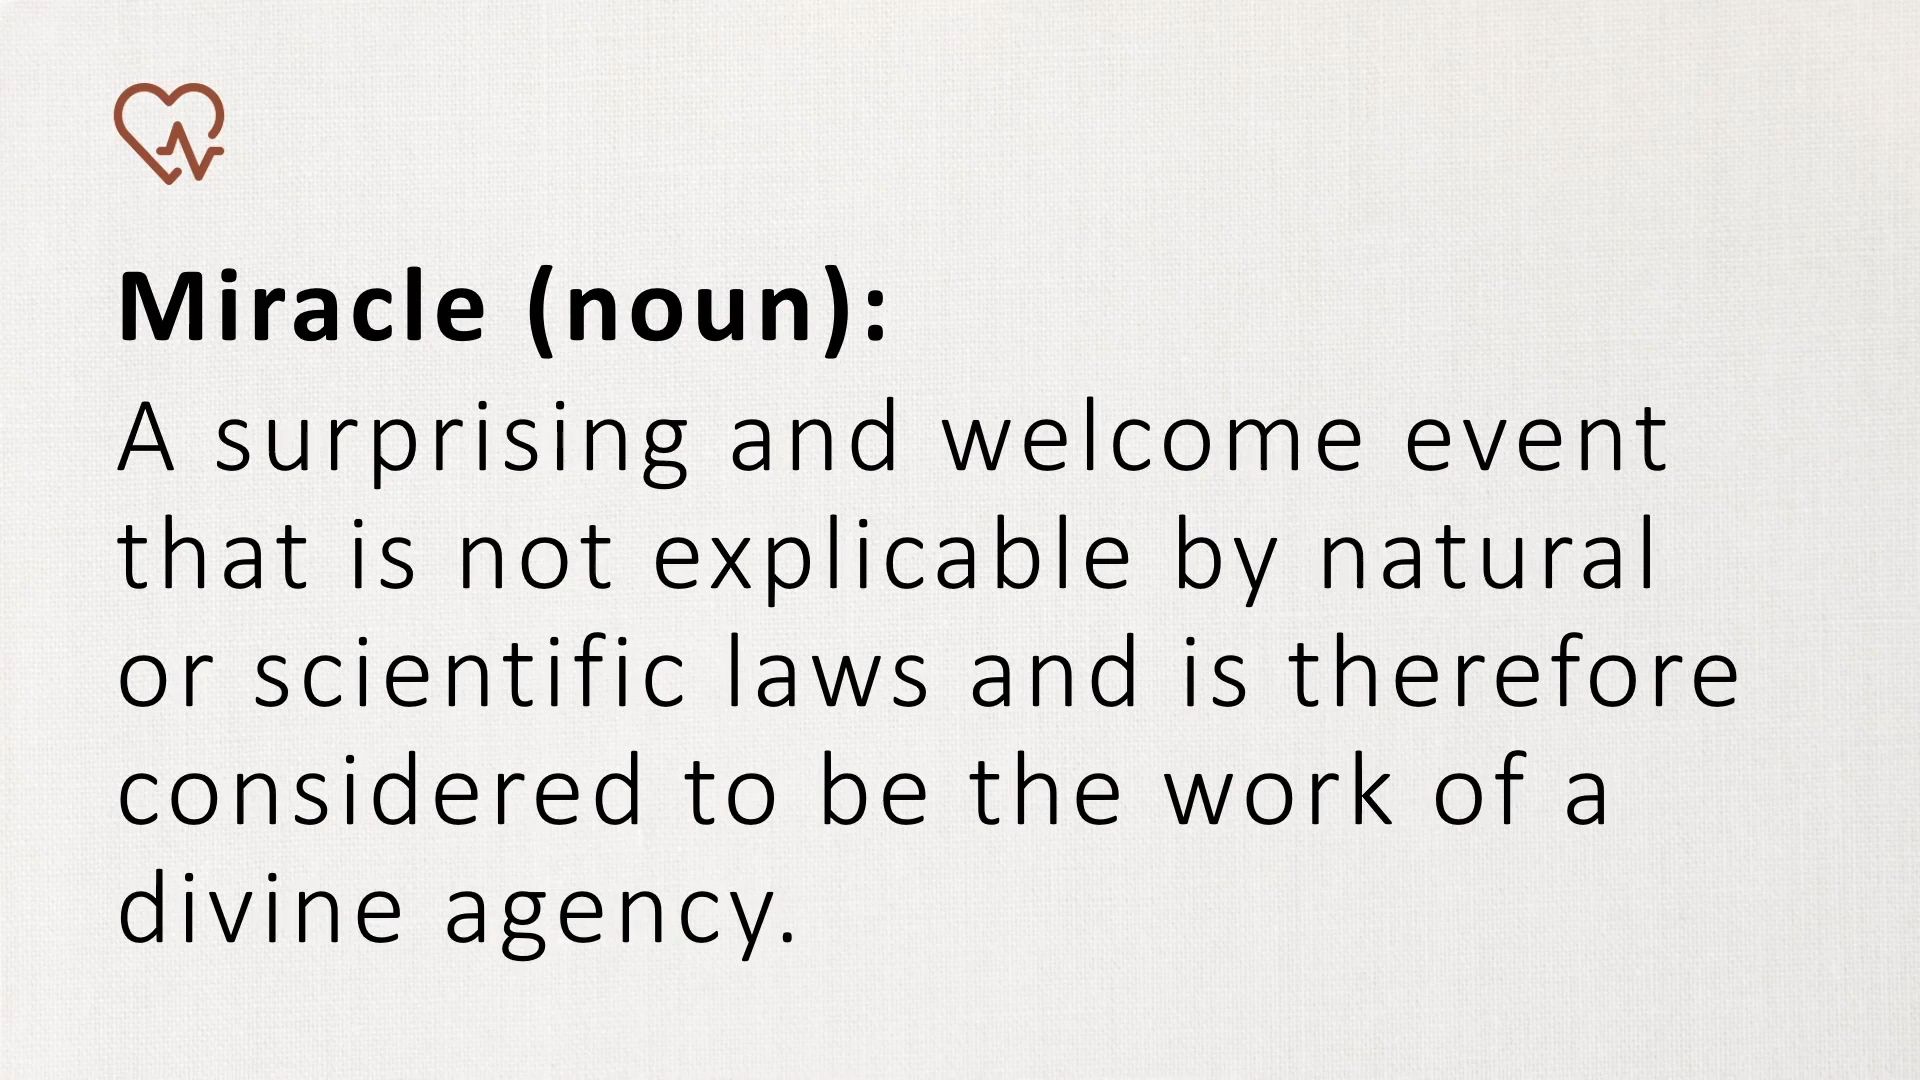 Miracle (noun):
A surprising and welcome event
that is not explicable by natural
or scientific laws and is therefore
considered to be the work of a
divine agency.